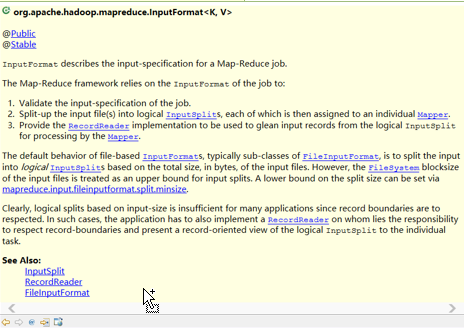 org.apache.hadoop.mapreduce.InputFormat<K, V>
@Public
@Stable
InputFormat describes the input-specification for a Map-Reduce job.
The Map-Reduce framework relies on the InputFormat of the job to:
1. Validate the input-specification of the job.
2. Split-up the input file(s) into logical InputSplits, each of which is then assigned to an individual Mapper.
3. Provide the RecordReader implementation to be used to glean input records from the logical InputSplit
for processing by the Mapper.
The default behavior of file-based InputFormats, typically sub-classes of FileInputFormat, is to split the input
into logical InputSplits based on the total size, in bytes, of the input files. However, the FileSystem blocksize
of the input files is treated as an upper bound for input splits. A lower bound on the split size can be set via
mapreduce.input.fileinputformat.split.minsize.
Clearly, logical splits based on input-size is insufficient for many applications since record boundaries are to
respected. In such cases, the application has to also implement a RecordReader on whom lies the responsibility
to respect record-boundaries and present a record-oriented view of the logical InputSplit to the individual
task.
See Also:
InputSplit
RecordReader
FileInputFormat